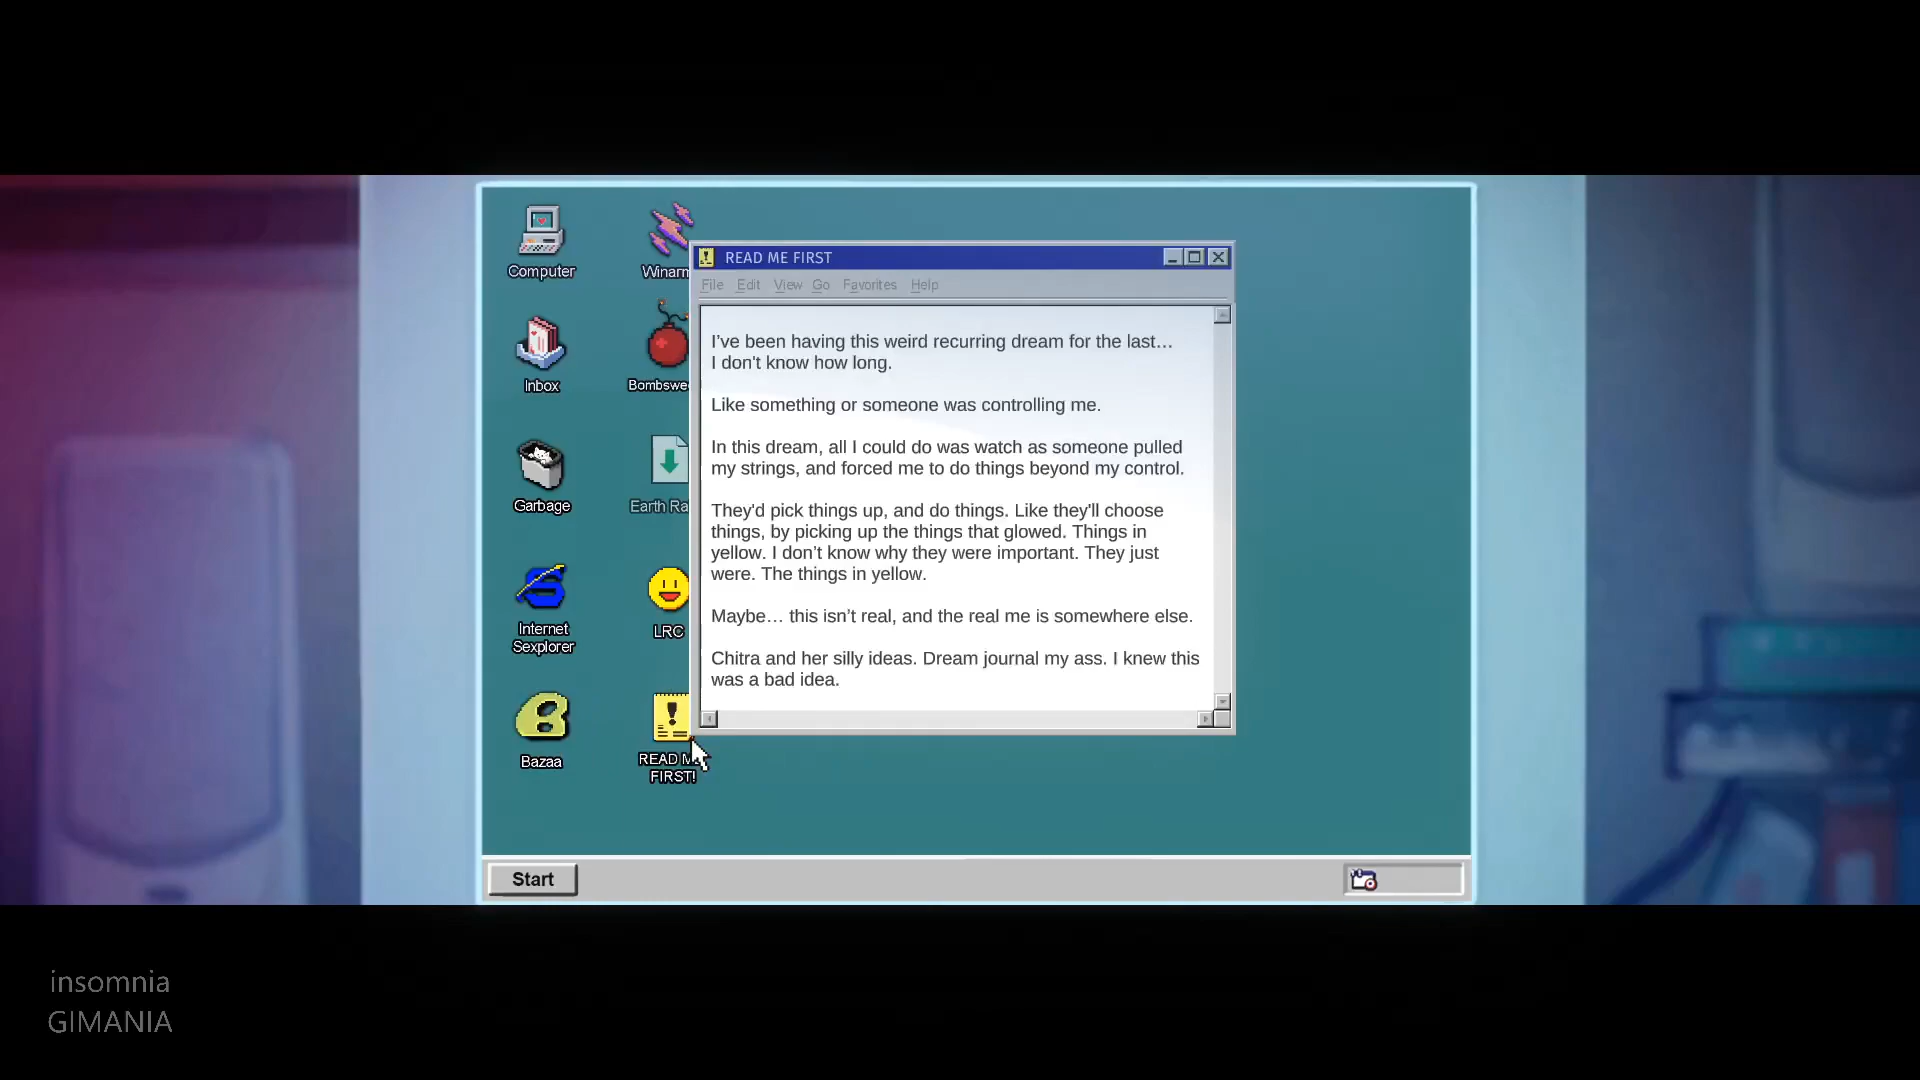 Computer
Winam
READ ME FIRST
File Edit View Go Favorites Help
I’ve been having this weird recurring dream for the last…
I don't know how long.
Like something or someone was controlling me.
In this dream, all I could do was watch as someone pulled
my strings, and forced me to do things beyond my control.
They'd pick things up, and do things. Like they'll choose
things, by picking up the things that glowed. Things in
yellow. I don’t know why they were important. They just
were. The things in yellow.
Maybe… this isn’t real, and the real me is somewhere else.
Chitra and her silly ideas. Dream journal my ass. I knew this
was a bad idea.
Inbox
Bombswe
Garbage
Earth Ra
Internet
Sexplorer
LRC
Bazaa
READ M
FIRST!
Start
insomnia
GIMANIA